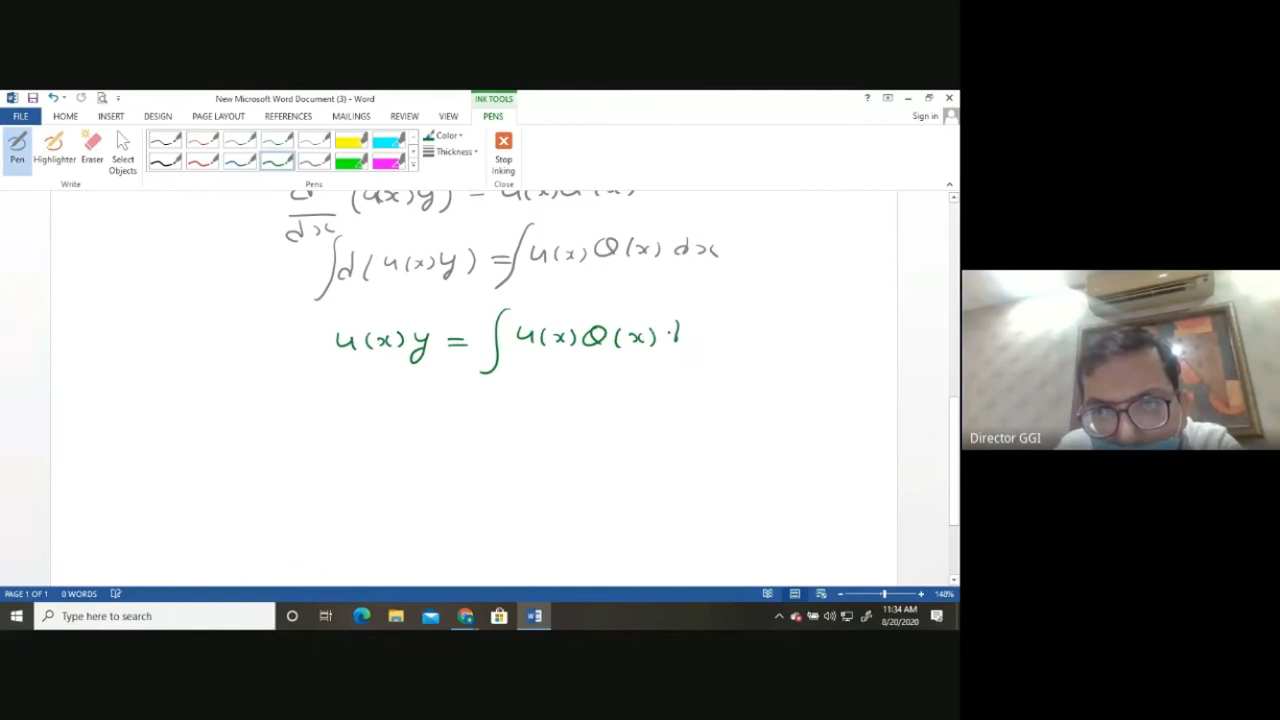 New Microsoft Word Document (3) - Word
INK TOOLS
? 
Sign in
FILE HOME INSERT DESIGN PAGE LAYOUT REFERENCES MAILINGS REVIEW VIEW PENS
Pen Highlighter Eraser Select Objects
Color
Thickness
Stop Inking
Write Pens Close
d/dx (u(x)y) = u(x)
∫d(u(x)y) = ∫u(x)Q(x) dx
u(x)y = ∫u(x)Q(x) ·
Director GGI
PAGE 1 OF 1 0 WORDS 148%
Type here to search
11:34 AM
8/20/2020